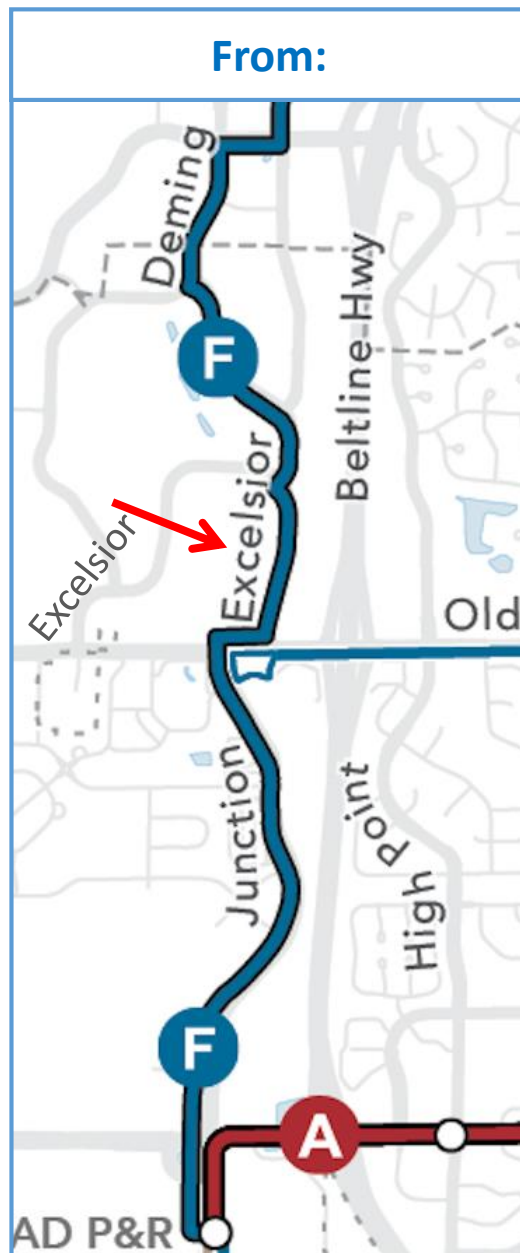 From:
Deming
F
Beltline Hwy
Excelsior
Excelsior
Old
Junction
High Point
F
A
AD P&R